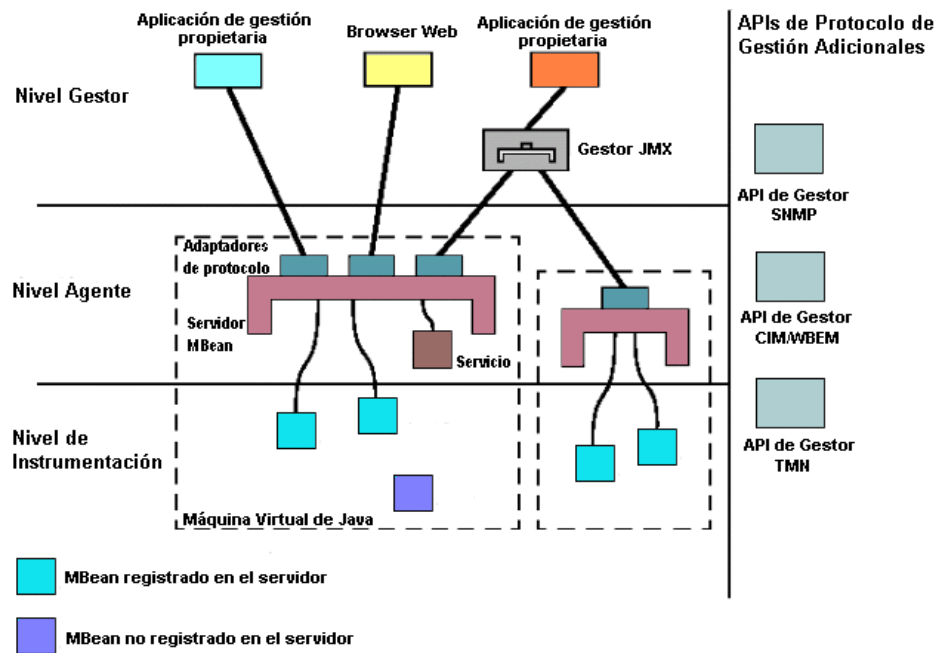 Aplicación de gestión
propietaria
Browser Web
Aplicación de gestión
propietaria
APIs de Protocolo de
Gestión Adicionales
Nivel Gestor
Gestor JMX
API de Gestor
SNMP
Adaptadores
de protocolo
Nivel Agente
Servidor
MBean
Servicio
API de Gestor
CIM/WBEM
Nivel de
Instrumentación
API de Gestor
TMN
Máquina Virtual de Java
MBean registrado en el servidor
MBean no registrado en el servidor